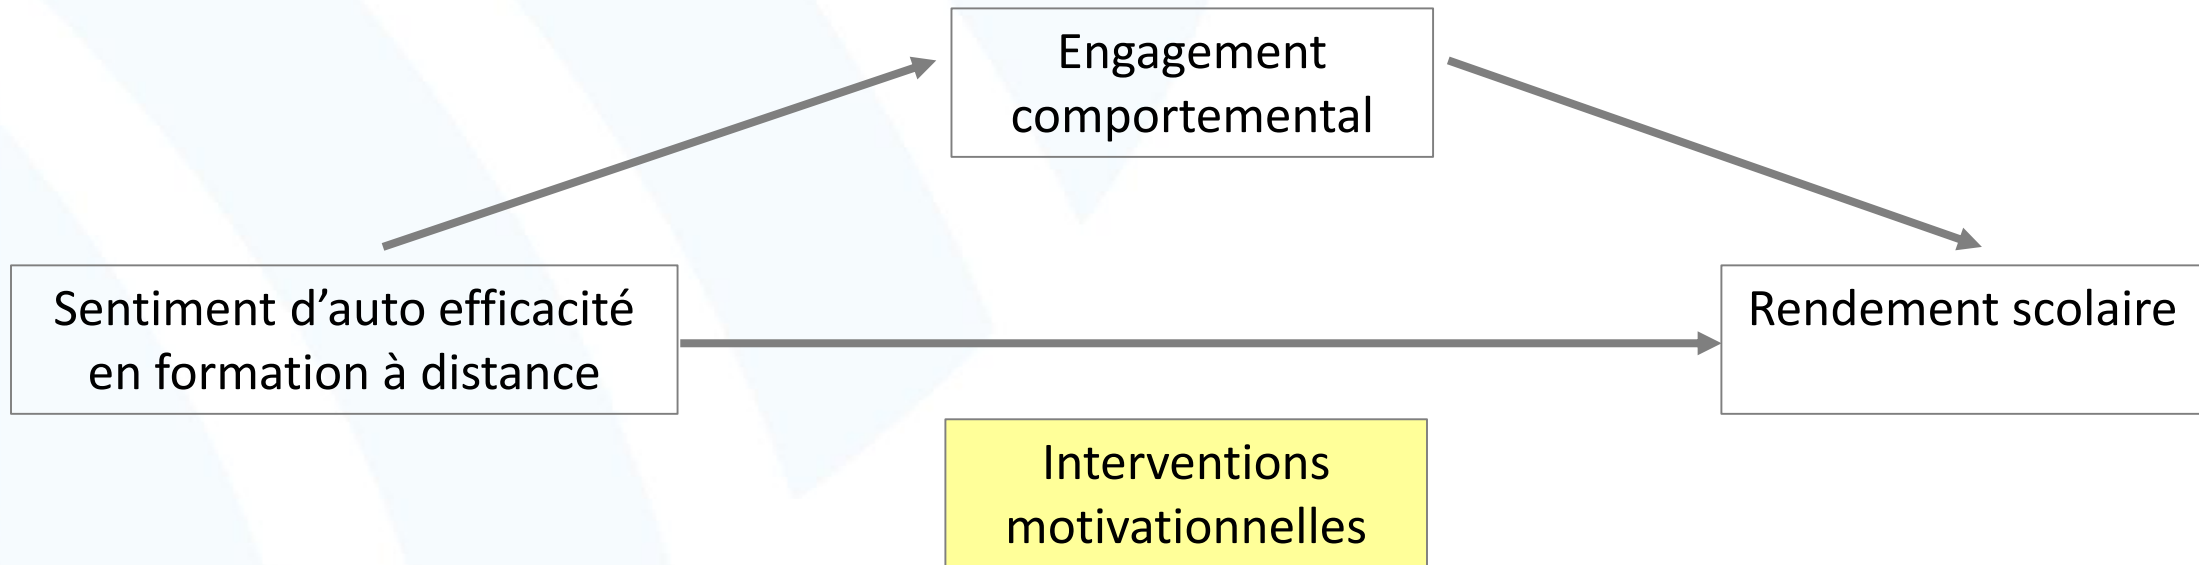 Engagement
comportemental
Sentiment d’auto efficacité
en formation à distance
Rendement scolaire
Interventions
motivationnelles